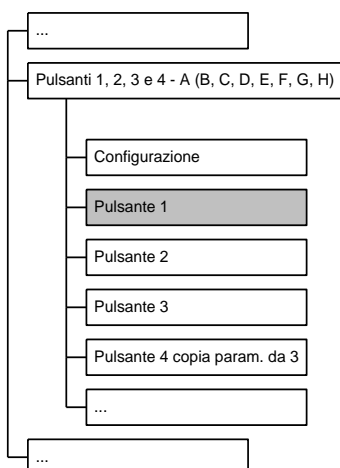 ...
Pulsanti 1, 2, 3 e 4 - A (B, C, D, E, F, G, H)
Configurazione
Pulsante 1
Pulsante 2
Pulsante 3
Pulsante 4 copia param. da 3
...
...